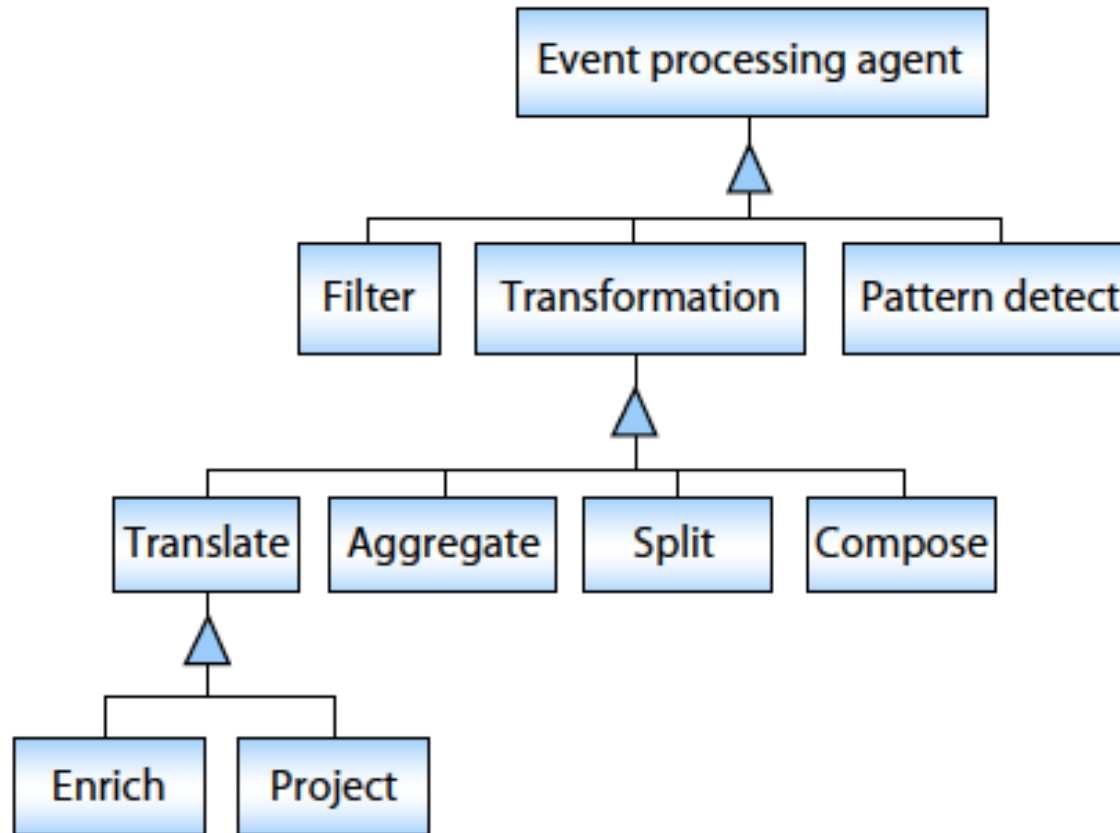 Event processing agent
Filter
Transformation
Pattern detect
Translate
Aggregate
Split
Compose
Enrich
Project